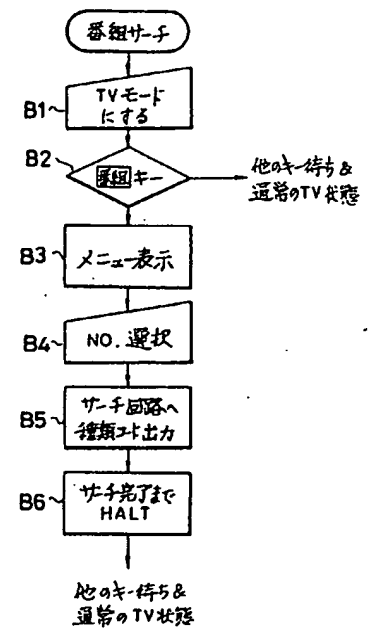 番組サーチ
B1
TVモード
にする
B2
番組キー
他のキー待ち&
通常のTV状態
B3
メニュー表示
B4
NO.選択
B5
サーチ回路へ
種類コード出力
B6
サーチ完了まで
HALT
他のキー待ち&
通常のTV状態